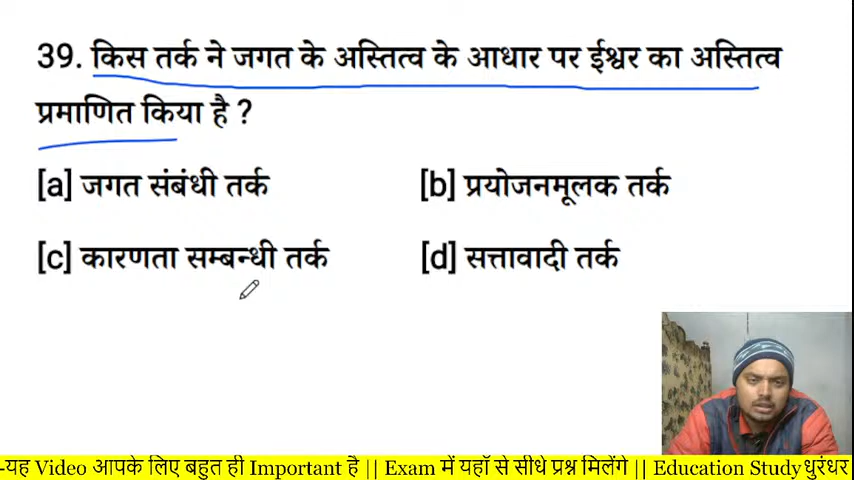 39. किस तर्क ने जगत के अस्तित्व के आधार पर ईश्वर का अस्तित्व
प्रमाणित किया है ?
[a] जगत संबंधी तर्क [b] प्रयोजनमूलक तर्क
[c] कारणता सम्बन्धी तर्क [d] सत्तावादी तर्क
-यह Video आपके लिए बहुत ही Important है || Exam में यहाॅ से सीधे प्रश्न मिलेंगे || Education Study धुरंधर